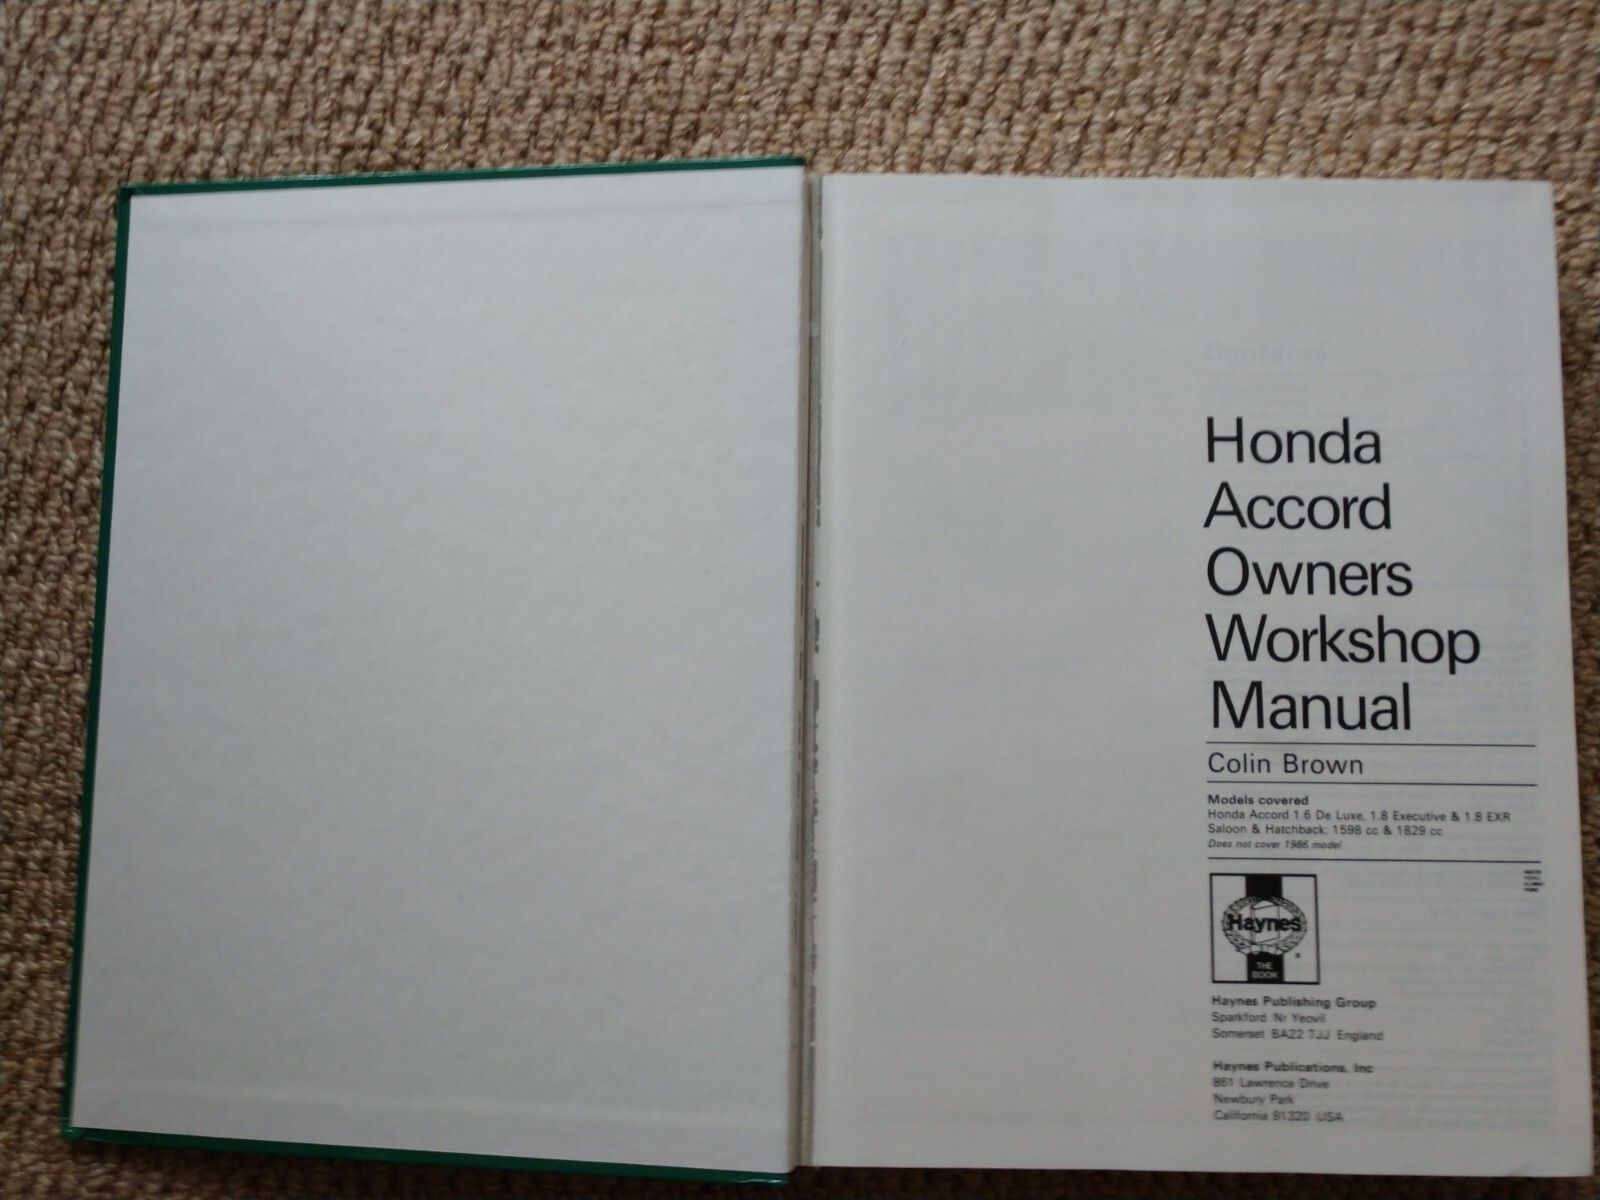 Honda
Accord
Owners
Workshop
Manual
Colin Brown
Models covered
Honda Accord 1.6 De Luxe, 1.8 Executive & 1.8 EXR
Saloon & Hatchback: 1598 cc & 1829 cc
Does not cover 1986 model
Haynes
®
THE
BOOK
Haynes Publishing Group
Sparkford Nr Yeovil
Somerset BA22 7JJ England
Haynes Publications, Inc
861 Lawrence Drive
Newbury Park
California 91320 USA